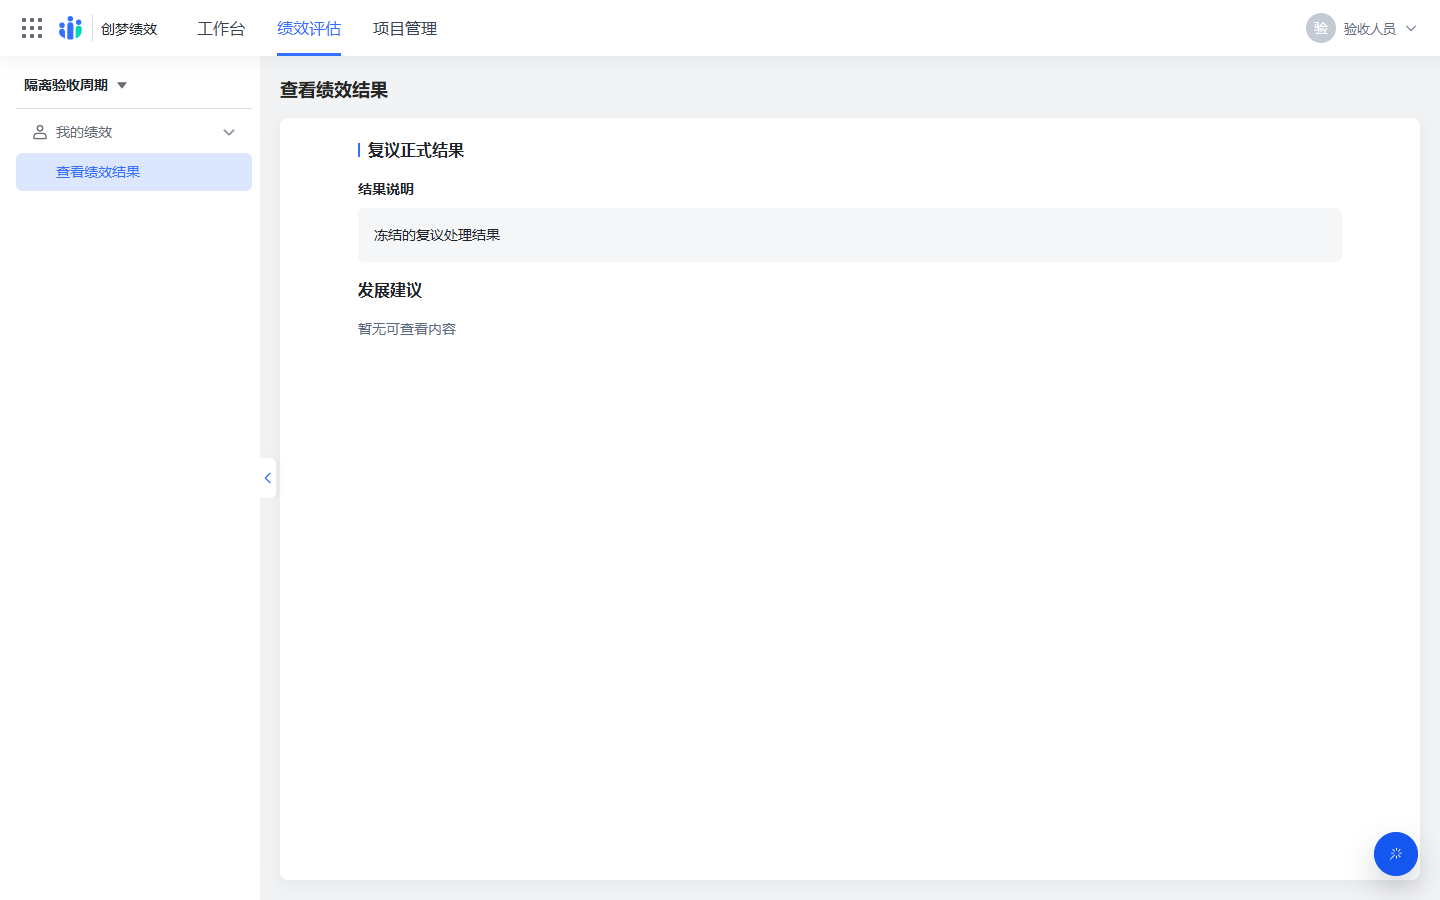 创梦绩效
工作台
绩效评估
项目管理
验
验收人员
隔离验收周期
我的绩效
查看绩效结果
查看绩效结果
复议正式结果
结果说明
冻结的复议处理结果
发展建议
暂无可查看内容